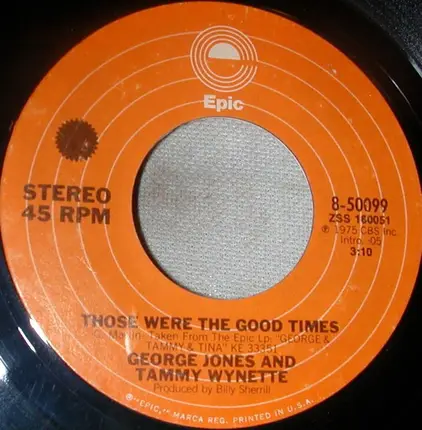 Epic
STEREO
45 RPM
8-50099
ZSS 160051
℗ 1975 CBS Inc.
Intro. :05
3:10
THOSE WERE THE GOOD TIMES
- E. Martin- Taken From The Epic Lp. "GEORGE &
TAMMY & TINA" KE 33351
GEORGE JONES AND
TAMMY WYNETTE
Produced by Billy Sherrill
® "EPIC," MARCA REG. PRINTED IN U.S.A.